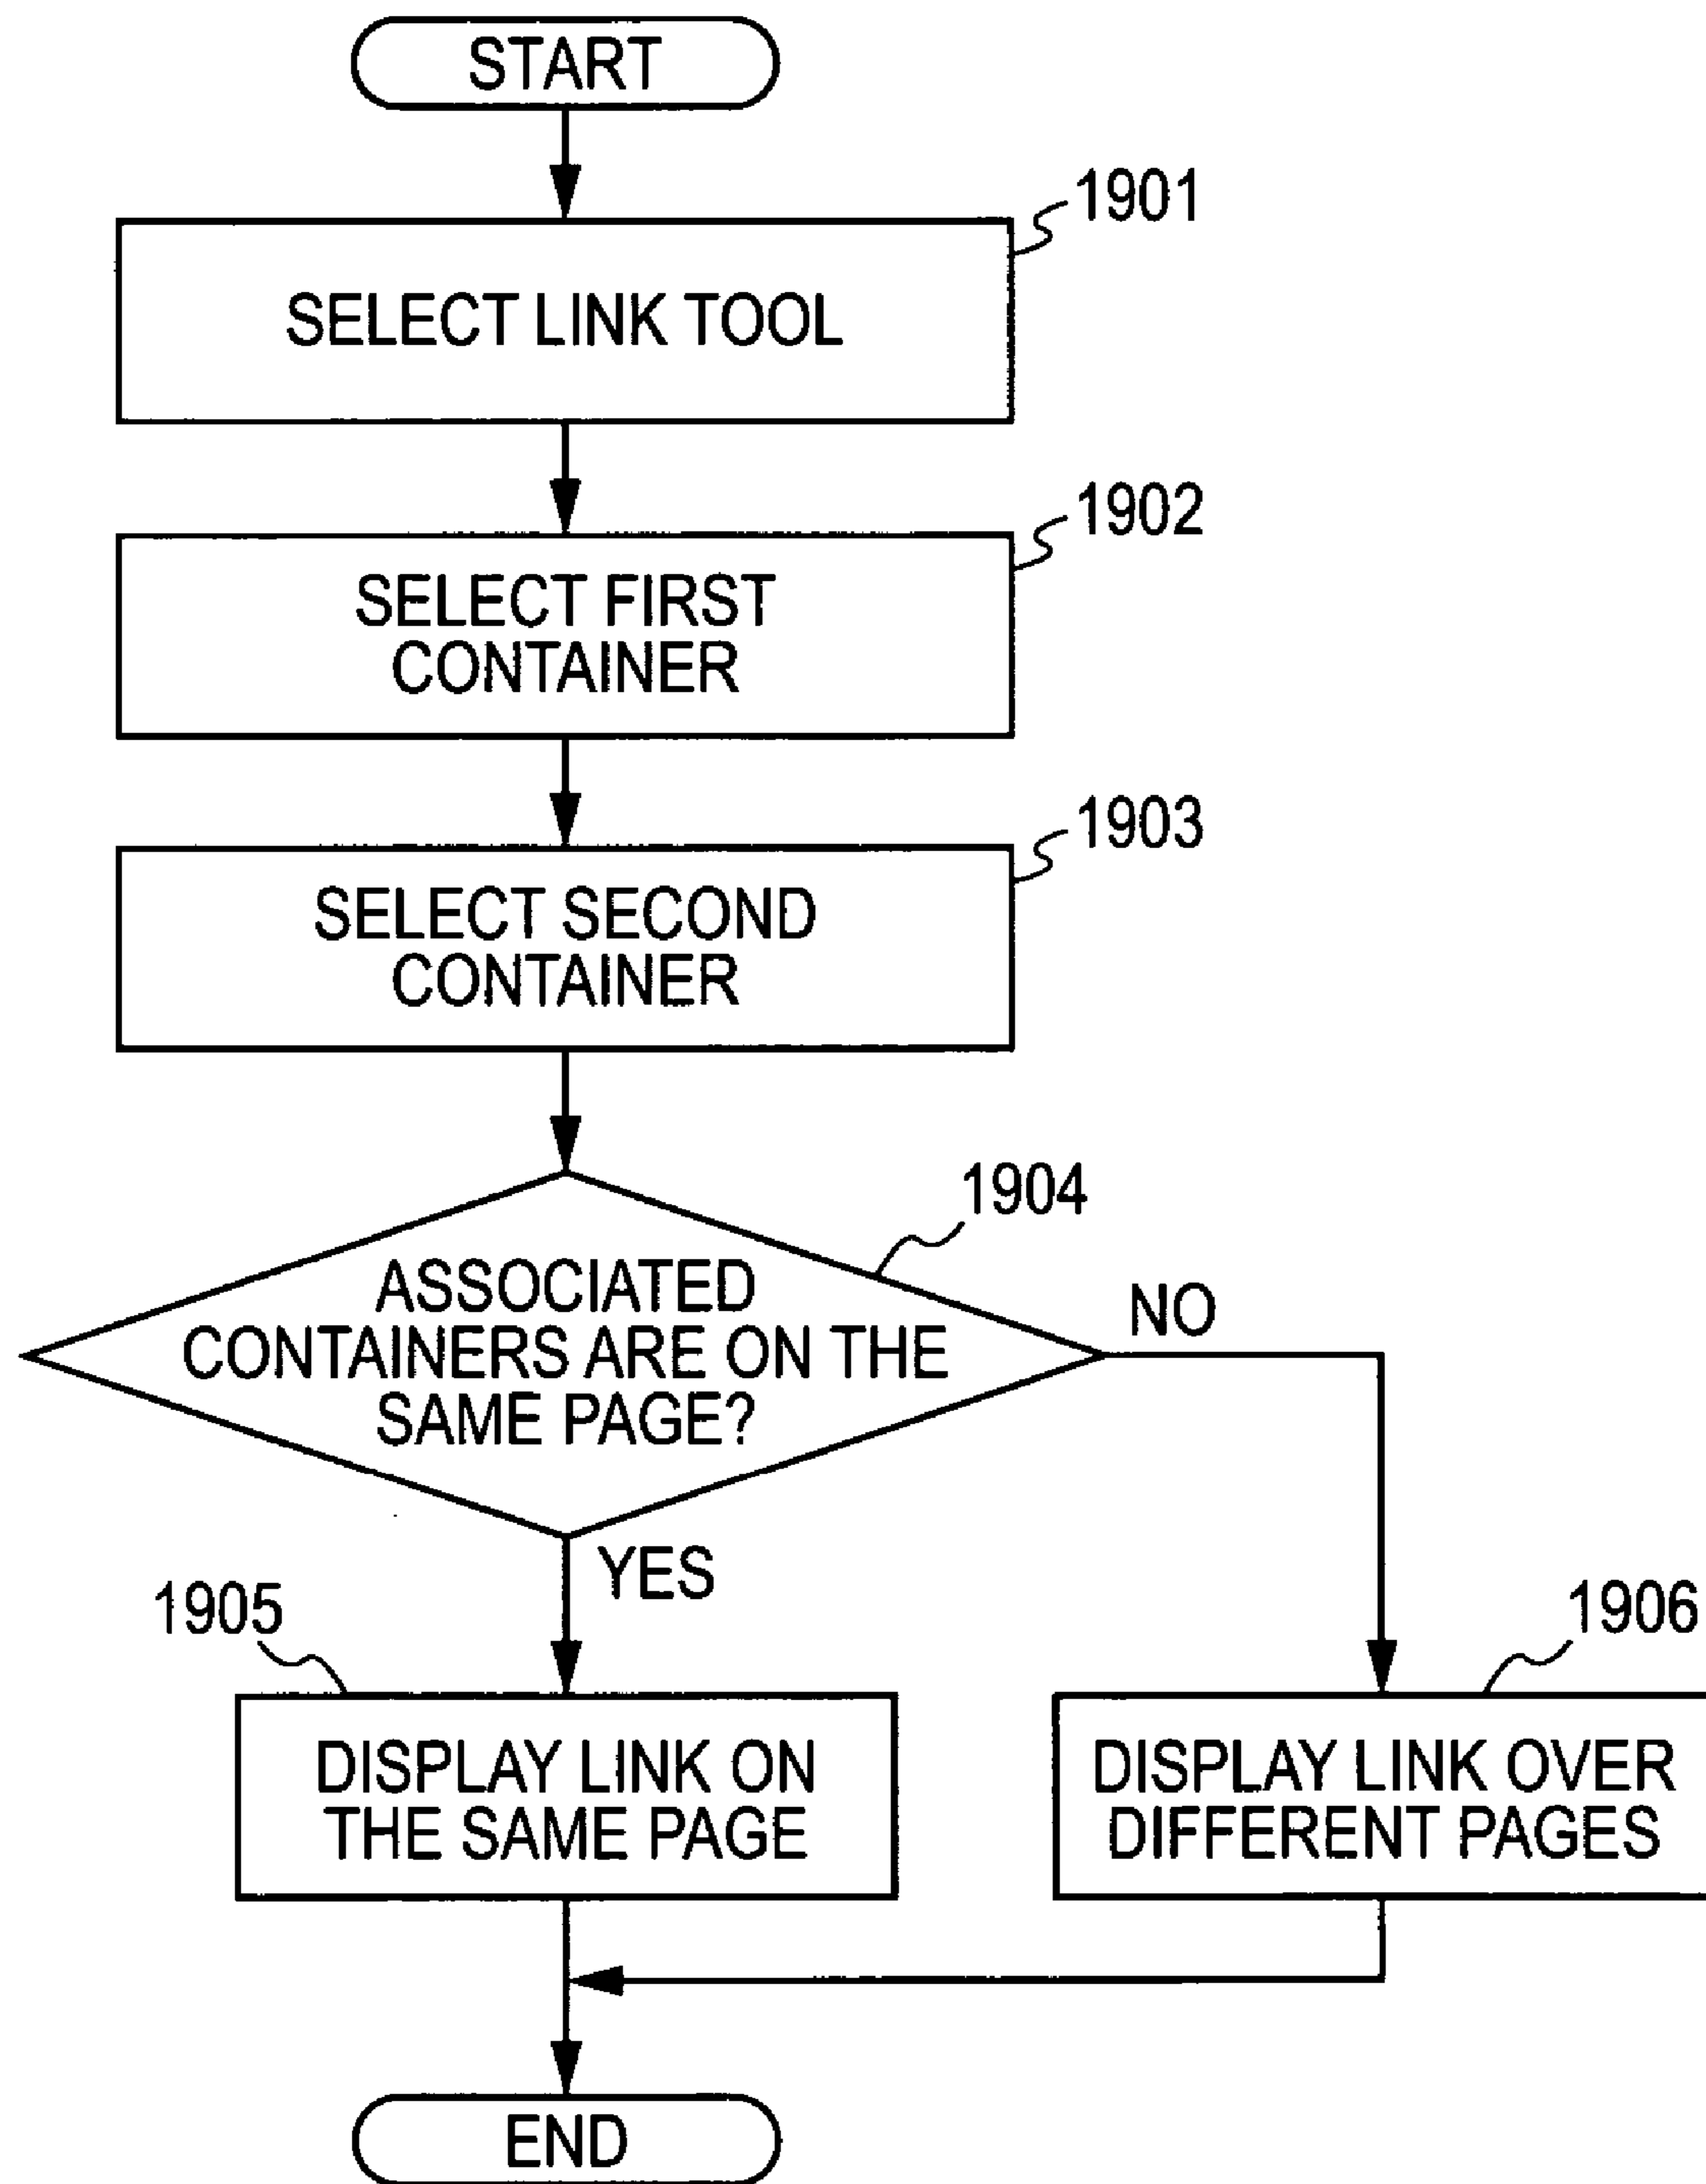 START
1901
SELECT LINK TOOL
1902
SELECT FIRST
CONTAINER
1903
SELECT SECOND
CONTAINER
1904
ASSOCIATED
CONTAINERS ARE ON THE
SAME PAGE?
NO
YES
1905
1906
DISPLAY LINK ON
THE SAME PAGE
DISPLAY LINK OVER
DIFFERENT PAGES
END